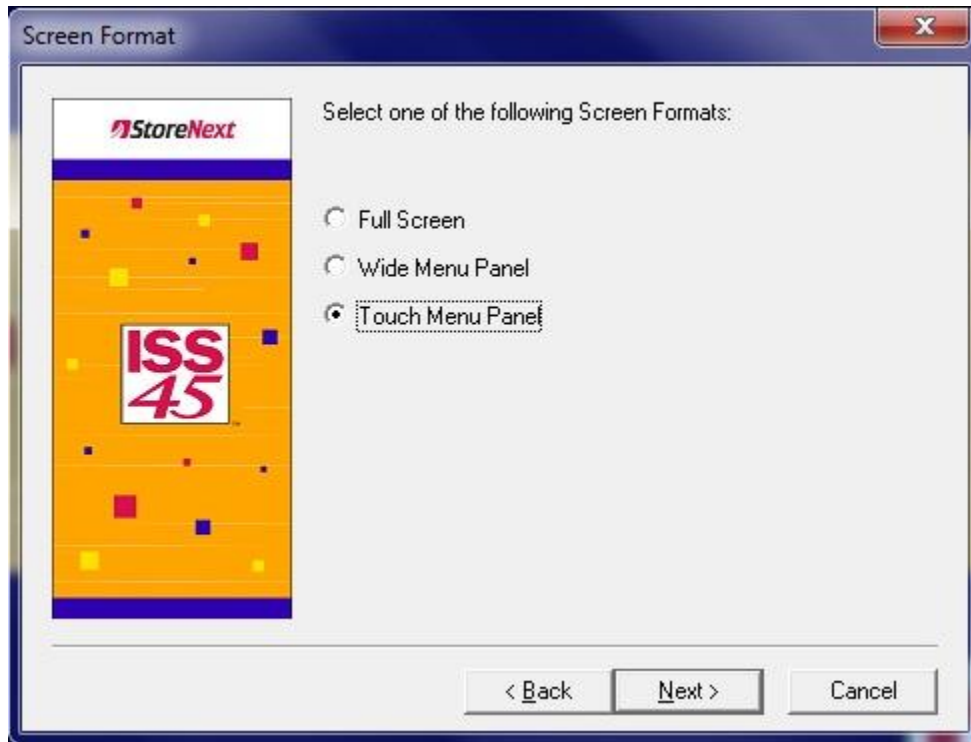 Screen Format
StoreNext
Select one of the following Screen Formats:
Full Screen
Wide Menu Panel
Touch Menu Panel
ISS
45
™
< Back
Next >
Cancel